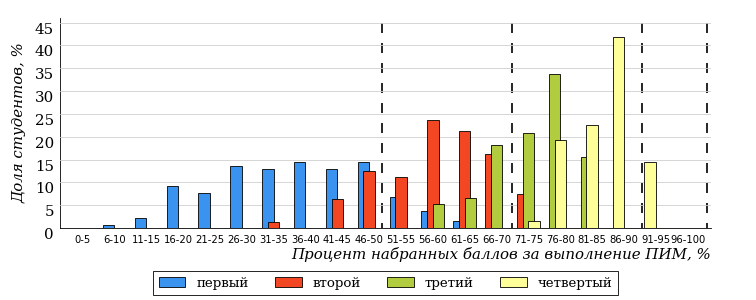 Доля студентов, %
45
40
35
30
25
20
15
10
5
0
0-5 6-10 11-15 16-20 21-25 26-30 31-35 36-40 41-45 46-50 51-55 56-60 61-65 66-70 71-75 76-80 81-85 86-90 91-95 96-100
Процент набранных баллов за выполнение ПИМ, %
первый второй третий четвертый